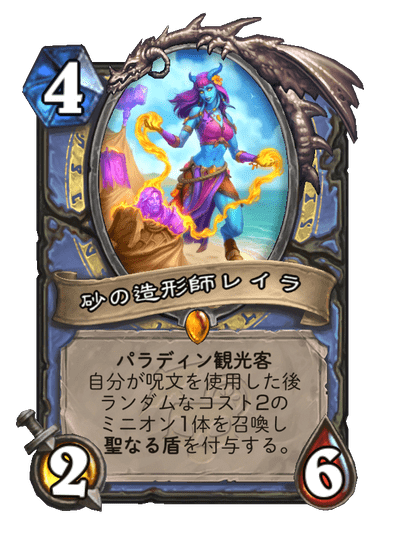 4
砂の造形師レイラ
パラディン観光客
自分が呪文を使用した後
ランダムなコスト2の
ミニオン1体を召喚し
聖なる盾を付与する。
2
6